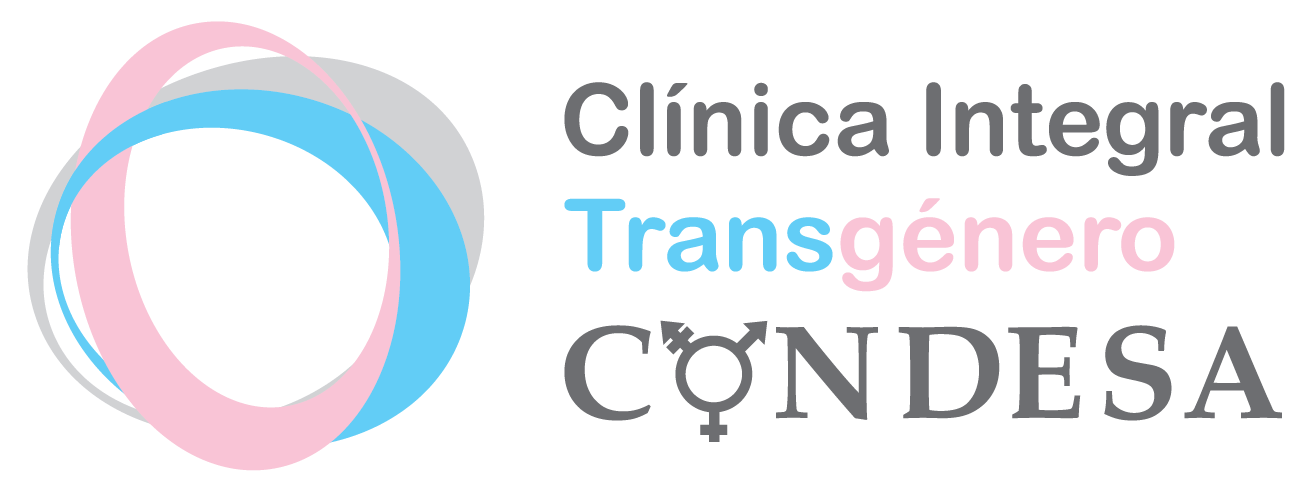 Clínica Integral
Transgénero
CONDESA